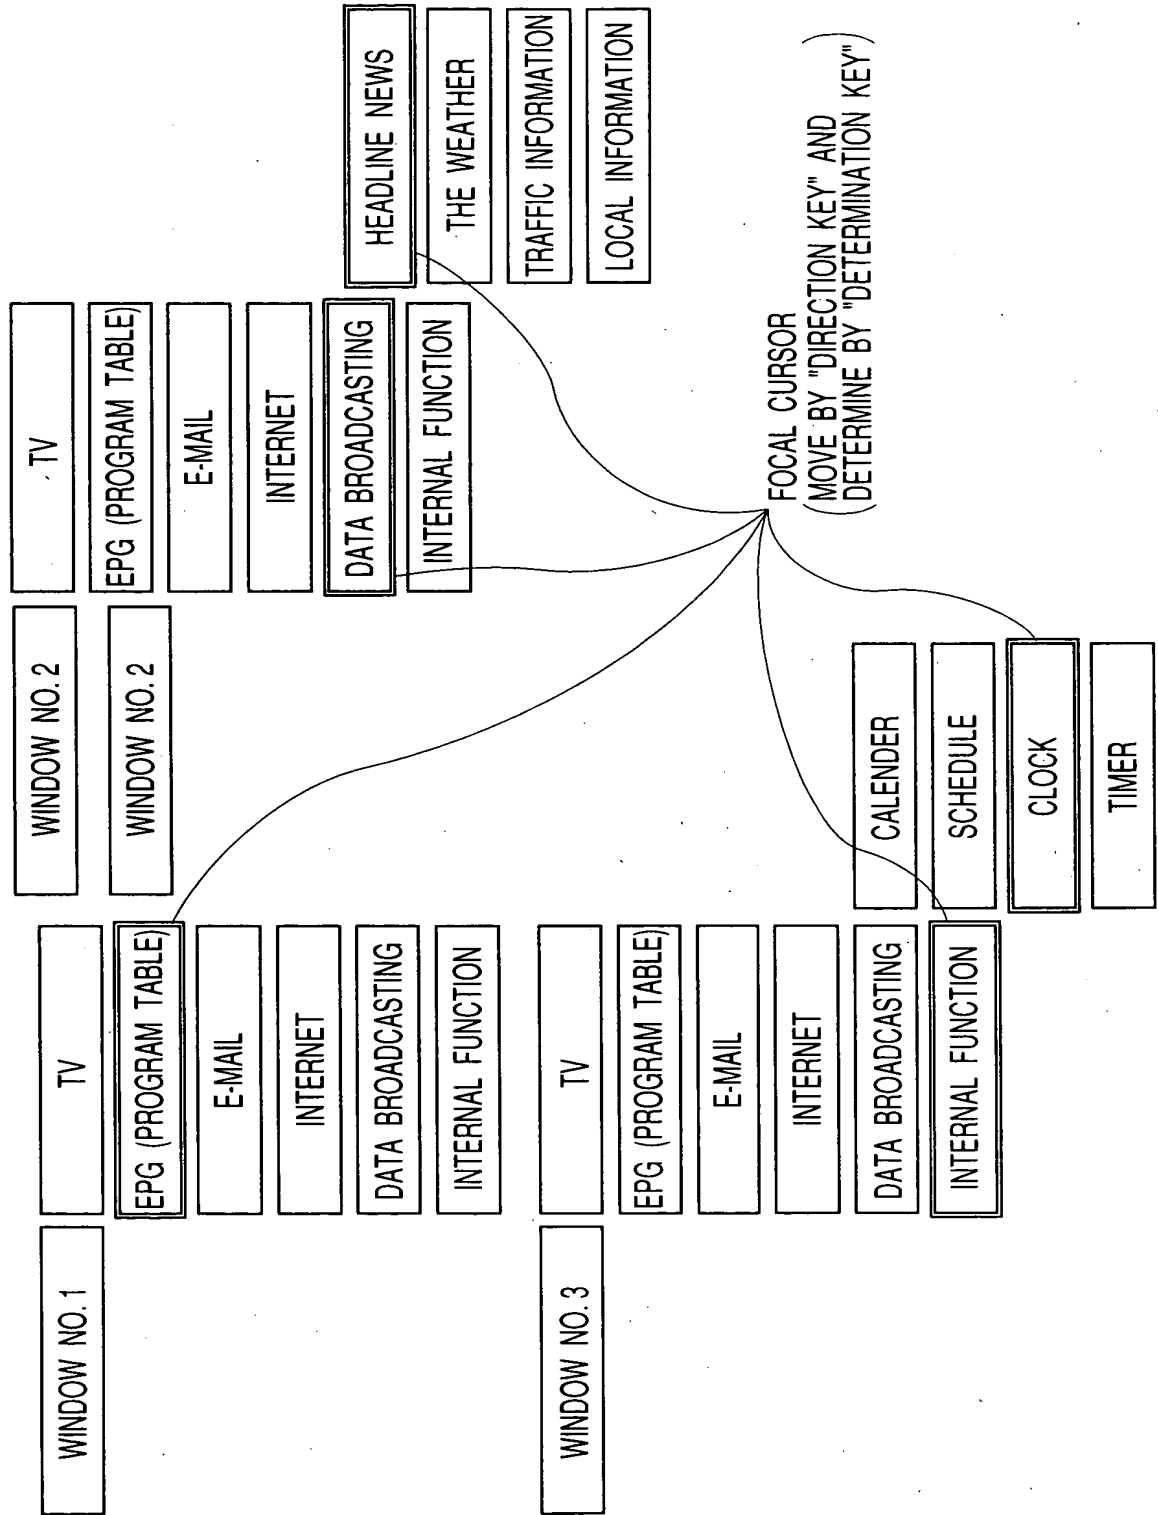 WINDOW NO. 1
TV
EPG (PROGRAM TABLE)
E-MAIL
INTERNET
DATA BROADCASTING
INTERNAL FUNCTION
WINDOW NO. 2
WINDOW NO. 2
TV
EPG (PROGRAM TABLE)
E-MAIL
INTERNET
DATA BROADCASTING
INTERNAL FUNCTION
HEADLINE NEWS
THE WEATHER
TRAFFIC INFORMATION
LOCAL INFORMATION
WINDOW NO. 3
TV
EPG (PROGRAM TABLE)
E-MAIL
INTERNET
DATA BROADCASTING
INTERNAL FUNCTION
CALENDER
SCHEDULE
CLOCK
TIMER
FOCAL CURSOR
(MOVE BY "DIRECTION KEY" AND
DETERMINE BY "DETERMINATION KEY")